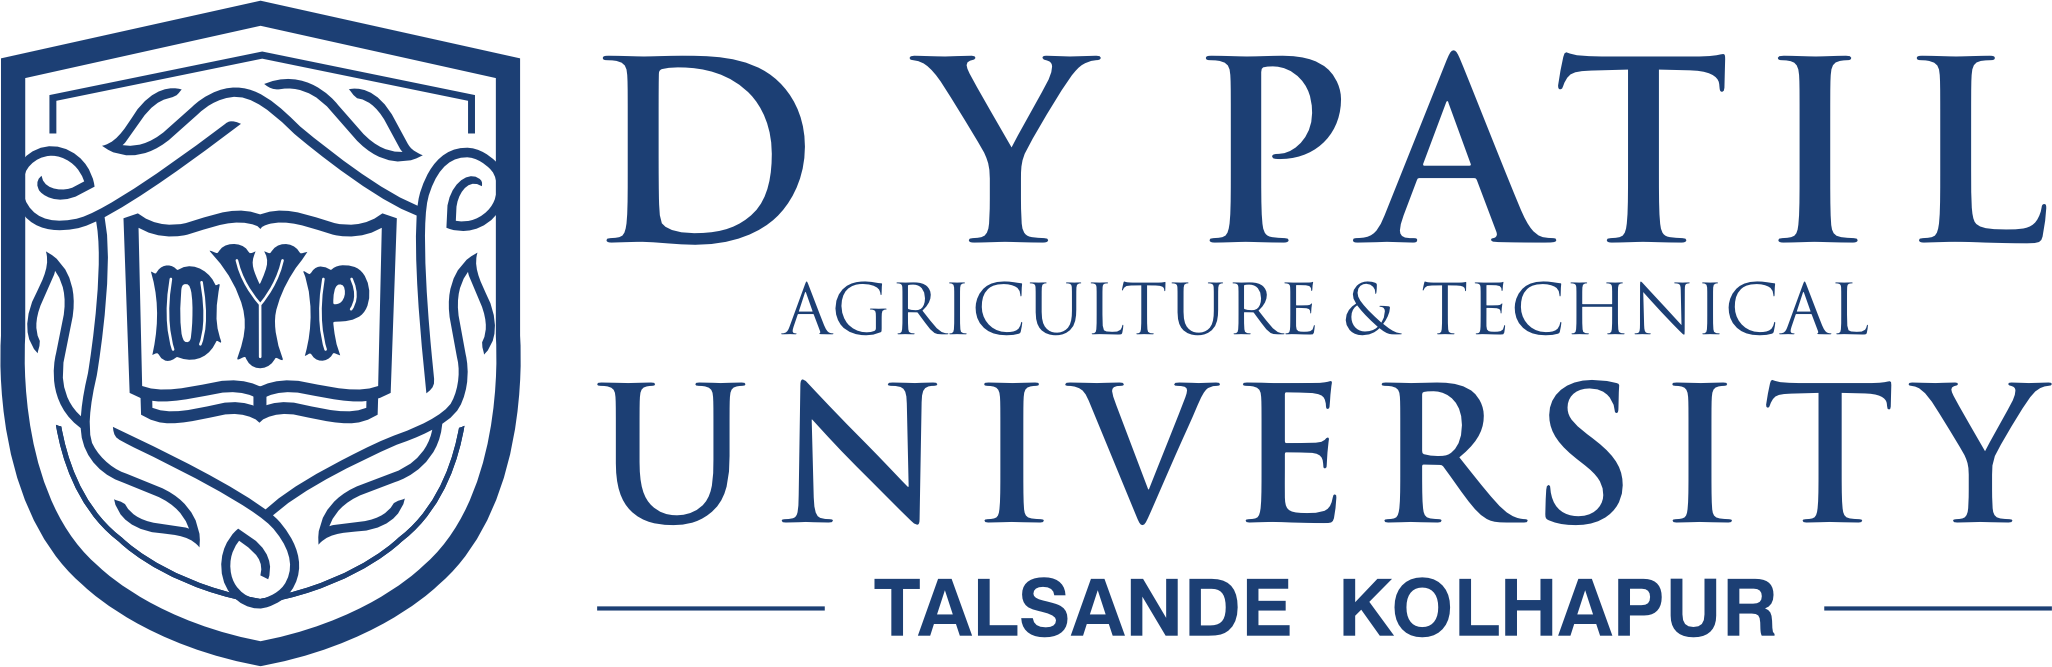 DYP
D Y PATIL
AGRICULTURE & TECHNICAL
UNIVERSITY
TALSANDE KOLHAPUR